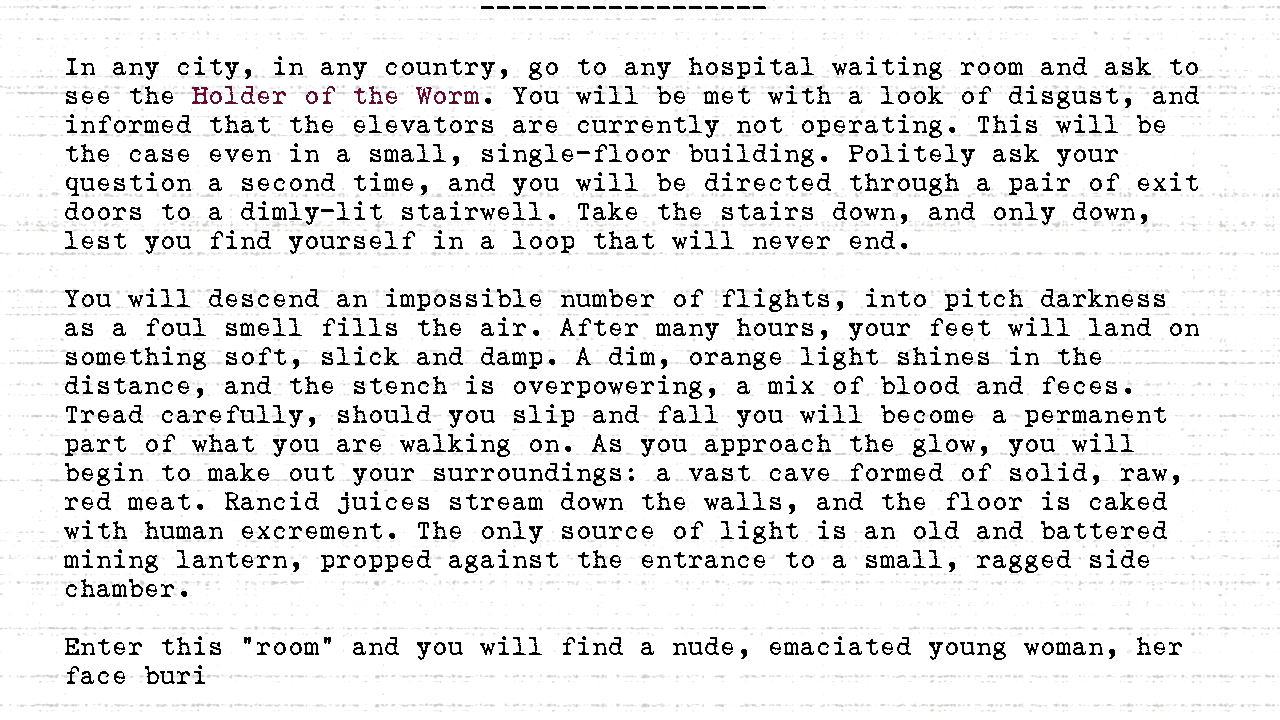 In any city, in any country, go to any hospital waiting room and ask to
see the Holder of the Worm. You will be met with a look of disgust, and
informed that the elevators are currently not operating. This will be
the case even in a small, single-floor building. Politely ask your
question a second time, and you will be directed through a pair of exit
doors to a dimly-lit stairwell. Take the stairs down, and only down,
lest you find yourself in a loop that will never end.
You will descend an impossible number of flights, into pitch darkness
as a foul smell fills the air. After many hours, your feet will land on
something soft, slick and damp. A dim, orange light shines in the
distance, and the stench is overpowering, a mix of blood and feces.
Tread carefully, should you slip and fall you will become a permanent
part of what you are walking on. As you approach the glow, you will
begin to make out your surroundings: a vast cave formed of solid, raw,
red meat. Rancid juices stream down the walls, and the floor is caked
with human excrement. The only source of light is an old and battered
mining lantern, propped against the entrance to a small, ragged side
chamber.
Enter this "room" and you will find a nude, emaciated young woman, her
face buri